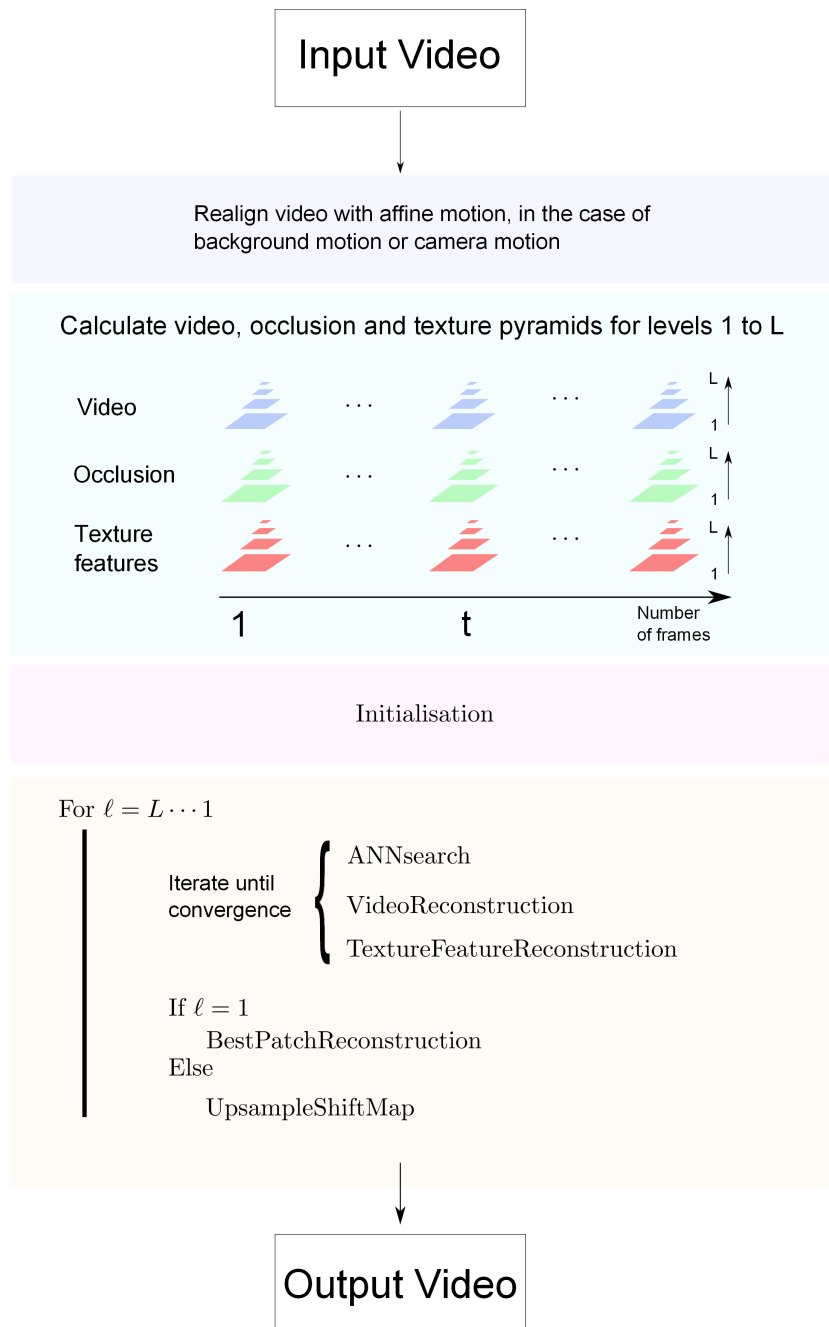 Input Video
Realign video with affine motion, in the case of
background motion or camera motion
Calculate video, occlusion and texture pyramids for levels 1 to L
Video
. . .
. . .
L
1
Occlusion
. . .
. . .
L
1
Texture
features
. . .
. . .
L
1
1
t
Number
of frames
Initialisation
For ℓ = L · · · 1
Iterate until
convergence
{
ANNsearch
VideoReconstruction
TextureFeatureReconstruction
If ℓ = 1
BestPatchReconstruction
Else
UpsampleShiftMap
Output Video